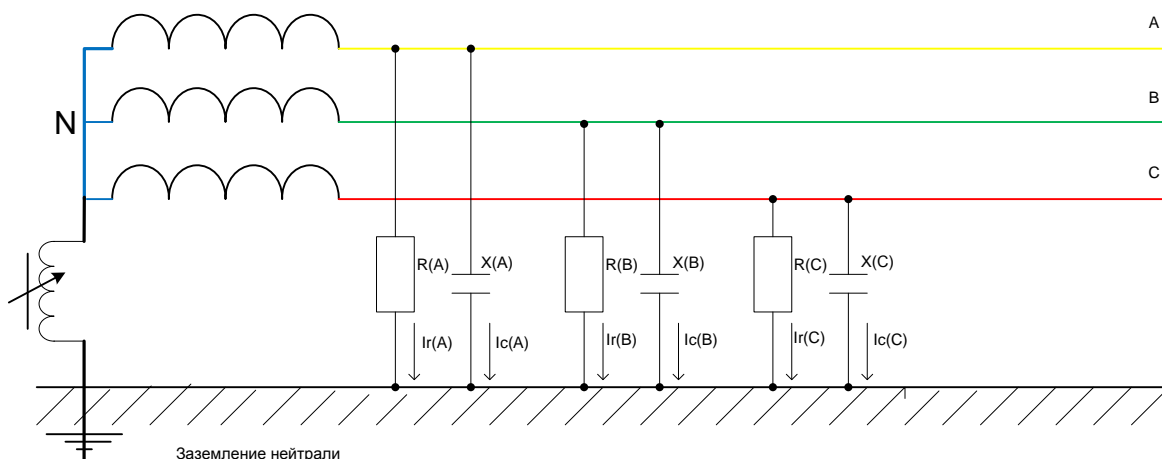 A
B
N
C
R(A)
X(A)
R(B)
X(B)
R(C)
X(C)
Ir(A)
Ic(A)
Ir(B)
Ic(B)
Ir(C)
Ic(C)
Заземление нейтрали